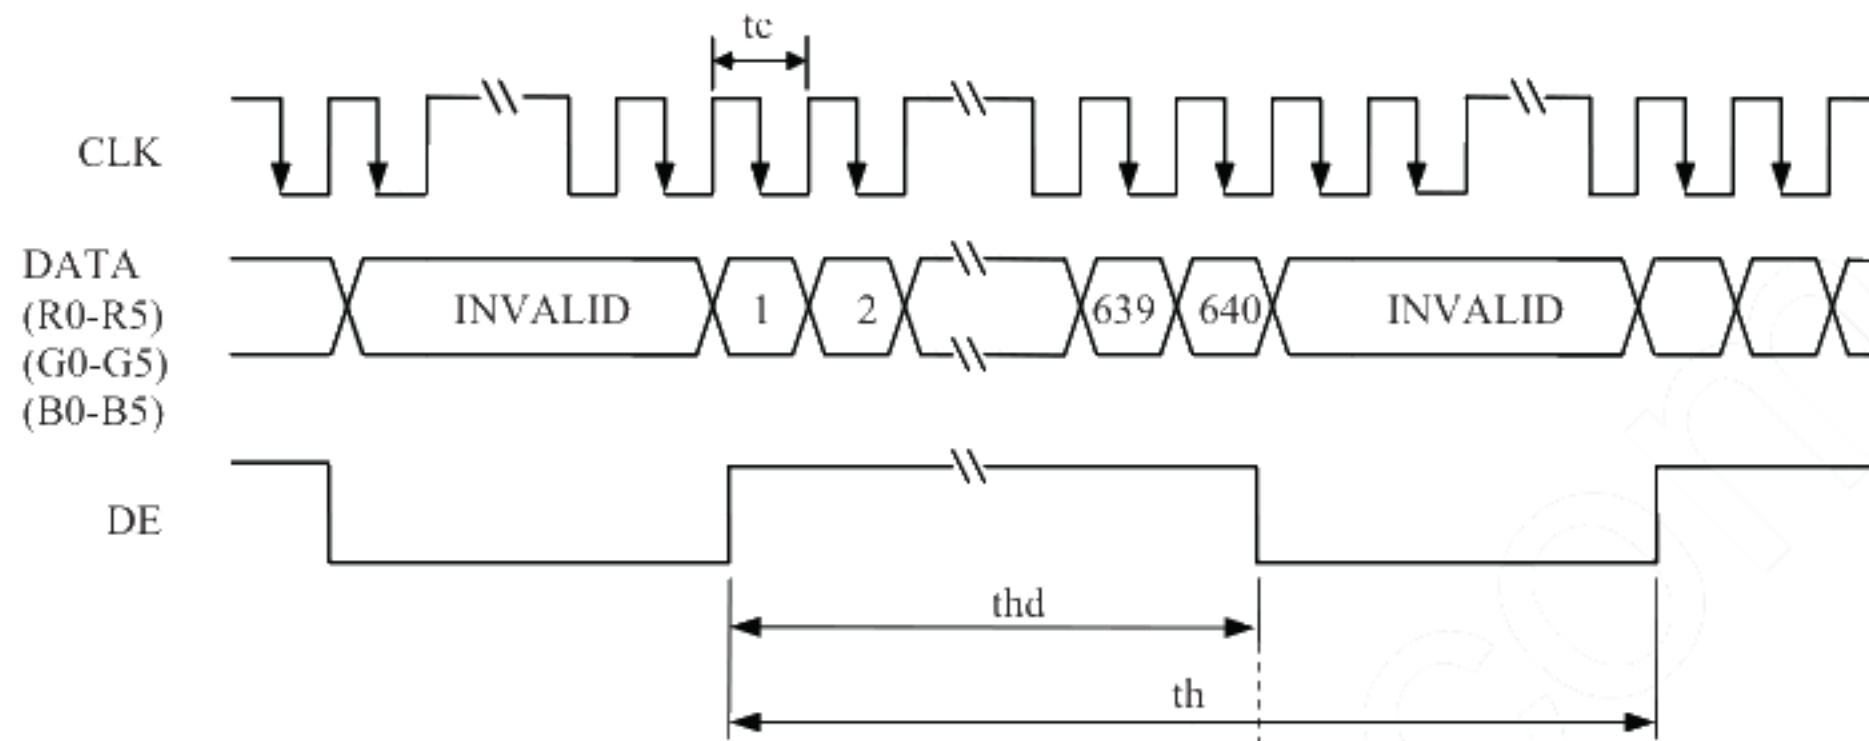 tc
CLK
DATA
(R0-R5)
(G0-G5)
(B0-B5)
INVALID 1 2 639 640 INVALID
DE
thd
th